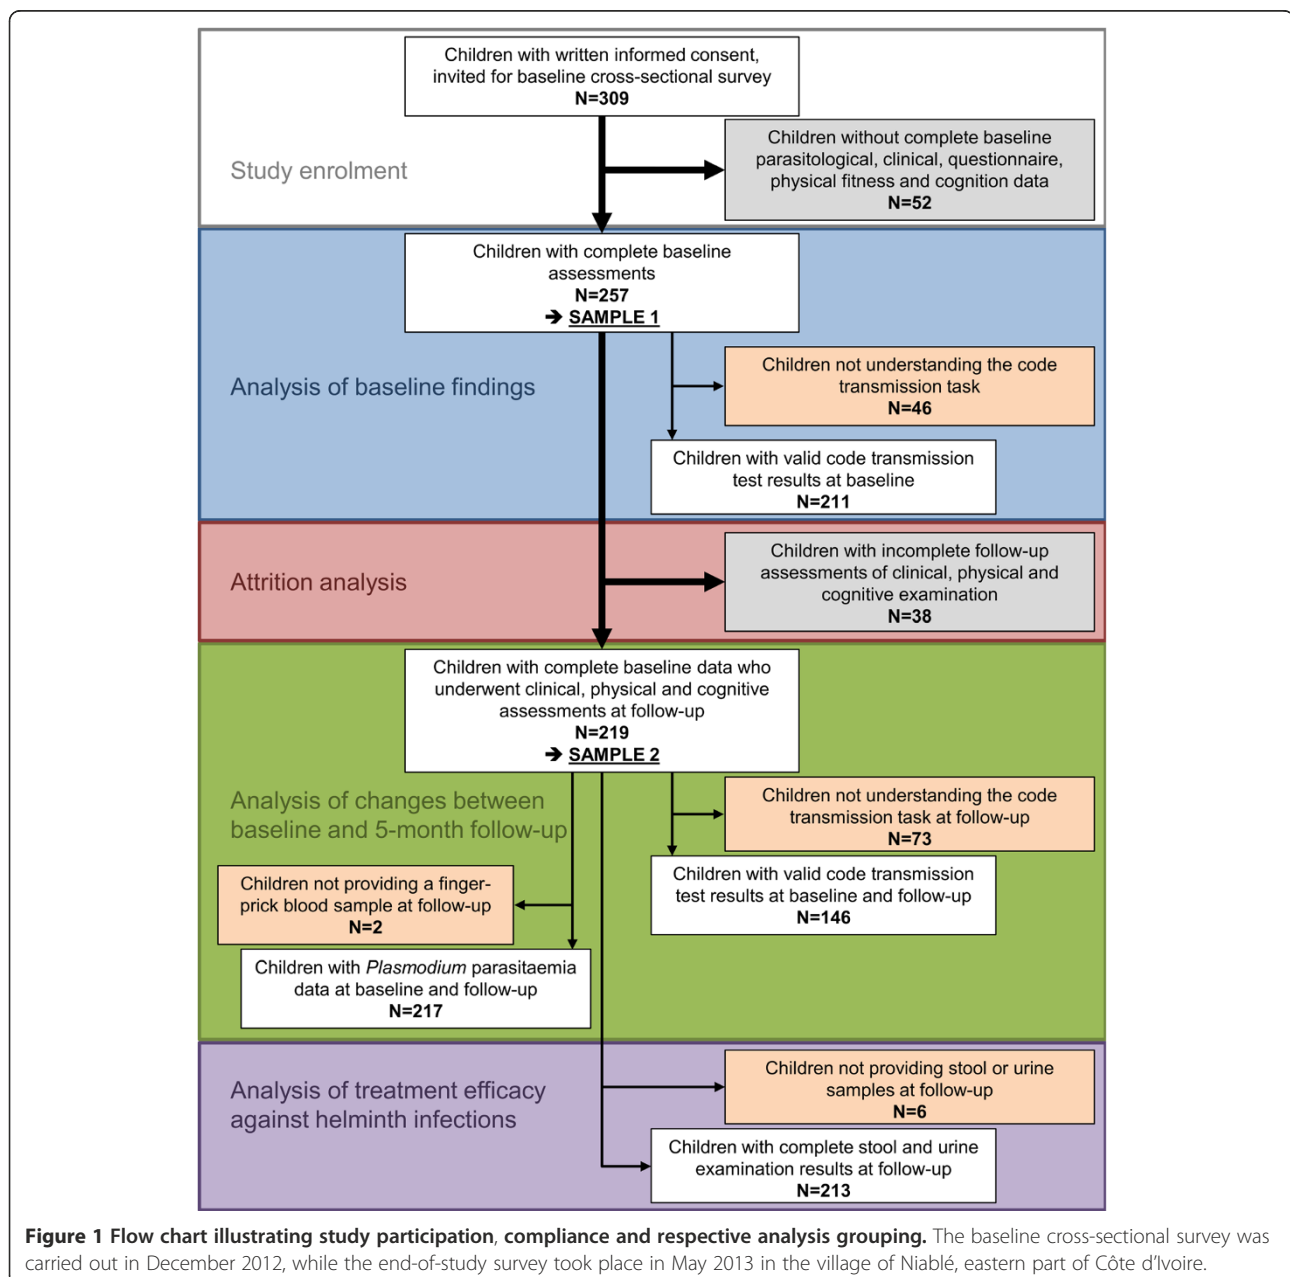 Children with written informed consent,
invited for baseline cross-sectional survey
N=309
Study enrolment
Children without complete baseline
parasitological, clinical, questionnaire,
physical fitness and cognition data
N=52
Children with complete baseline
assessments
N=257
➔ SAMPLE 1
Analysis of baseline findings
Children not understanding the code
transmission task
N=46
Children with valid code transmission
test results at baseline
N=211
Attrition analysis
Children with incomplete follow-up
assessments of clinical, physical and
cognitive examination
N=38
Children with complete baseline data who
underwent clinical, physical and cognitive
assessments at follow-up
N=219
➔ SAMPLE 2
Analysis of changes between
baseline and 5-month follow-up
Children not understanding the code
transmission task at follow-up
N=73
Children with valid code transmission
test results at baseline and follow-up
N=146
Children not providing a finger-
prick blood sample at follow-up
N=2
Children with Plasmodium parasitaemia
data at baseline and follow-up
N=217
Analysis of treatment efficacy
against helminth infections
Children not providing stool or urine
samples at follow-up
N=6
Children with complete stool and urine
examination results at follow-up
N=213
Figure 1 Flow chart illustrating study participation, compliance and respective analysis grouping. The baseline cross-sectional survey was
carried out in December 2012, while the end-of-study survey took place in May 2013 in the village of Niablé, eastern part of Côte d'Ivoire.